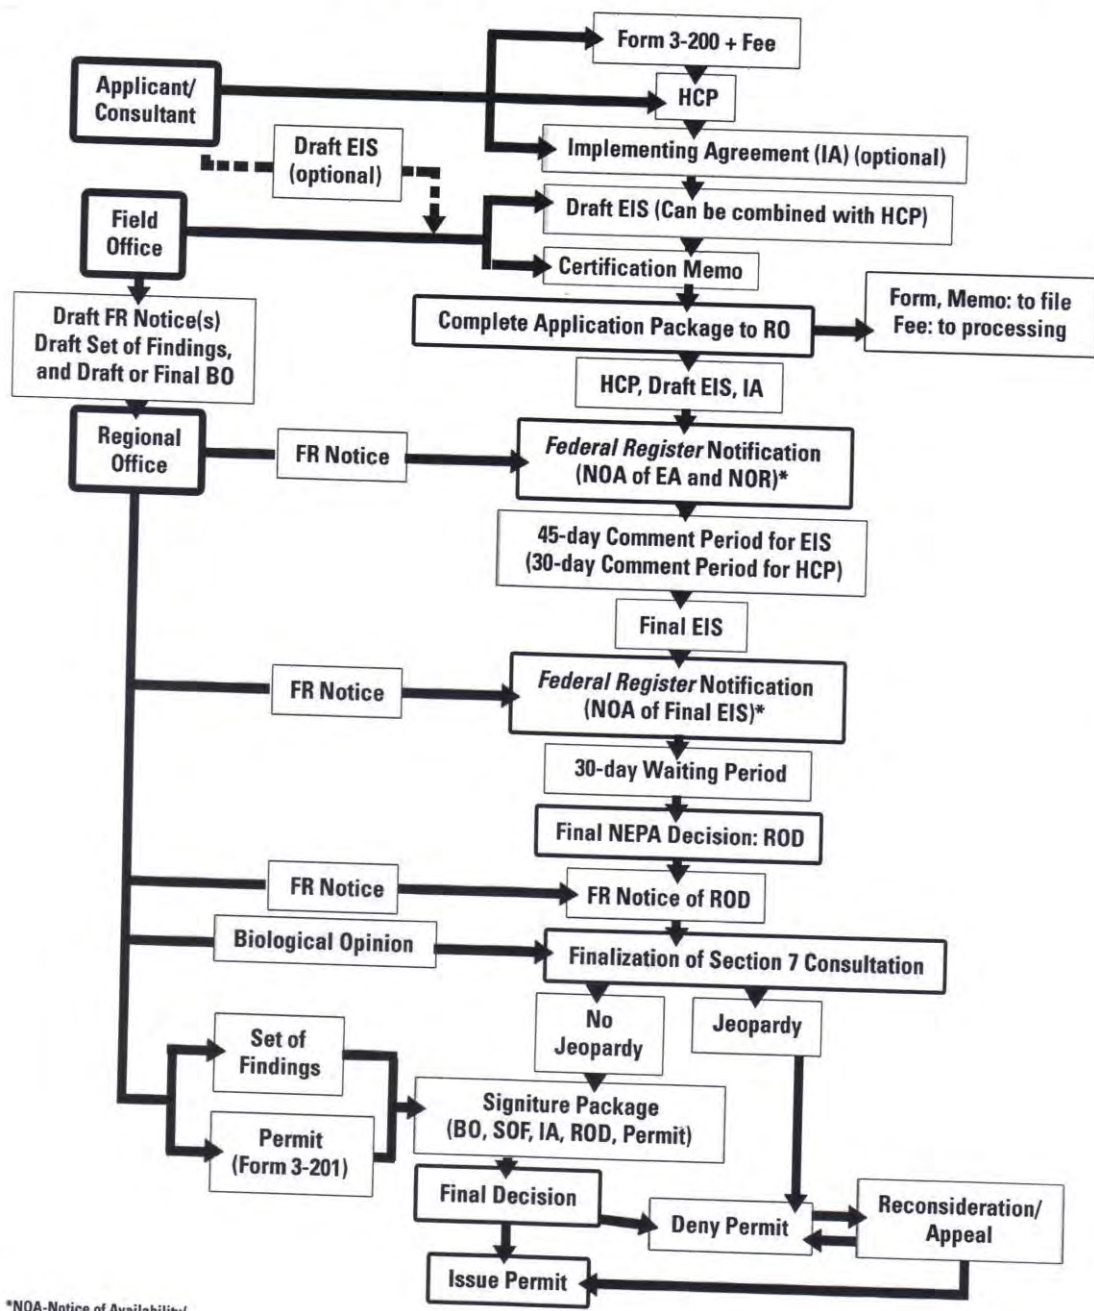 Form 3-200 + Fee
Applicant/
Consultant
HCP
Implementing Agreement (IA) (optional)
Draft EIS
(optional)
Draft EIS (Can be combined with HCP)
Field
Office
Certification Memo
Complete Application Package to RO
Form, Memo: to file
Fee: to processing
Draft FR Notice(s)
Draft Set of Findings,
and Draft or Final BO
HCP, Draft EIS, IA
Regional
Office
FR Notice
Federal Register Notification
(NOA of EA and NOR)*
45-day Comment Period for EIS
(30-day Comment Period for HCP)
Final EIS
FR Notice
Federal Register Notification
(NOA of Final EIS)*
30-day Waiting Period
Final NEPA Decision: ROD
FR Notice
FR Notice of ROD
Biological Opinion
Finalization of Section 7 Consultation
No
Jeopardy
Jeopardy
Set of
Findings
Signiture Package
(BO, SOF, IA, ROD, Permit)
Permit
(Form 3-201)
Final Decision
Deny Permit
Reconsideration/
Appeal
Issue Permit
*NOA-Notice of Availability/